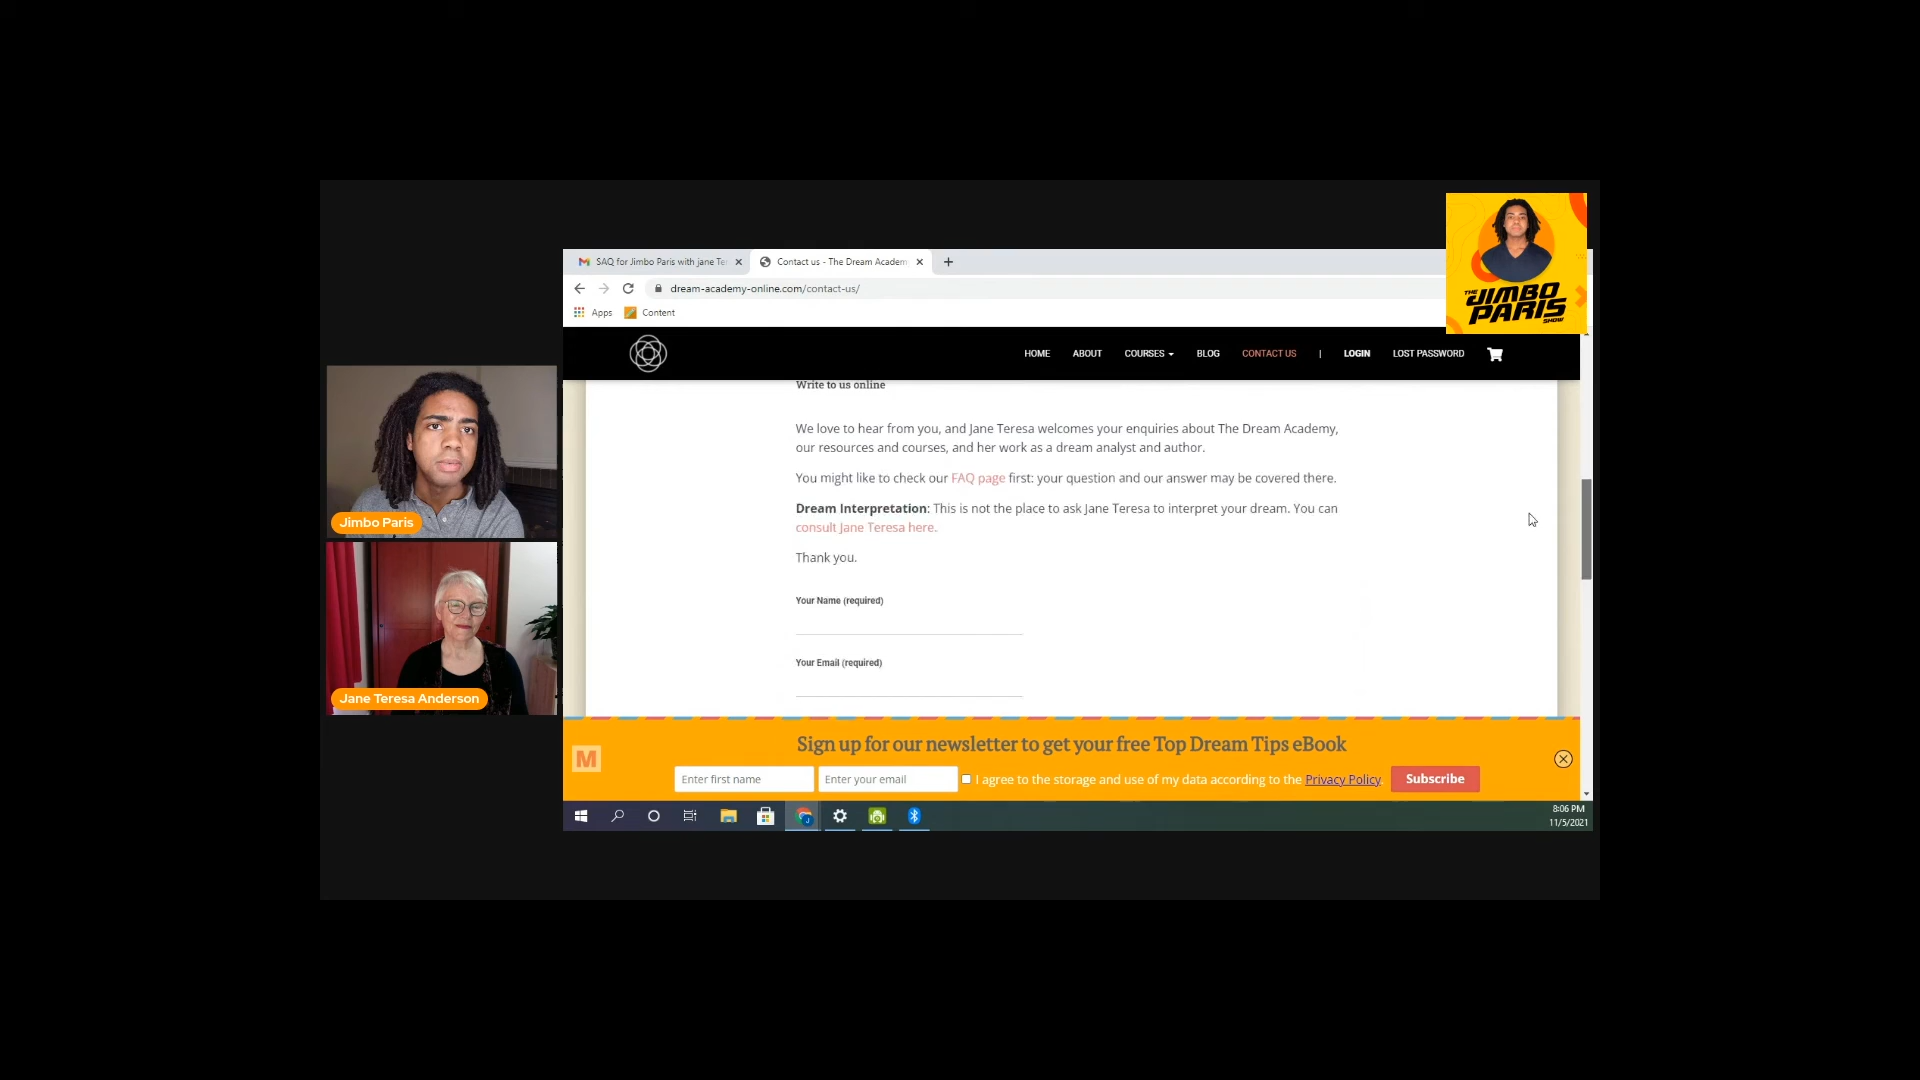 SAQ for Jimbo Paris with Jane Te
Contact us - The Dream Academ
dream-academy-online.com/contact-us/
Apps
Content
THE
JIMBO
PARIS
SHOW
HOME
ABOUT
COURSES
BLOG
CONTACT US
|
LOGIN
LOST PASSWORD
Write to us online
We love to hear from you, and Jane Teresa welcomes your enquiries about The Dream Academy,
our resources and courses, and her work as a dream analyst and author.
You might like to check our FAQ page first: your question and our answer may be covered there.
Dream Interpretation: This is not the place to ask Jane Teresa to interpret your dream. You can
consult Jane Teresa here.
Thank you.
Your Name (required)
Your Email (required)
Jimbo Paris
Jane Teresa Anderson
M
Sign up for our newsletter to get your free Top Dream Tips eBook
Enter first name
Enter your email
I agree to the storage and use of my data according to the Privacy Policy
Subscribe
8:06 PM
11/5/2021